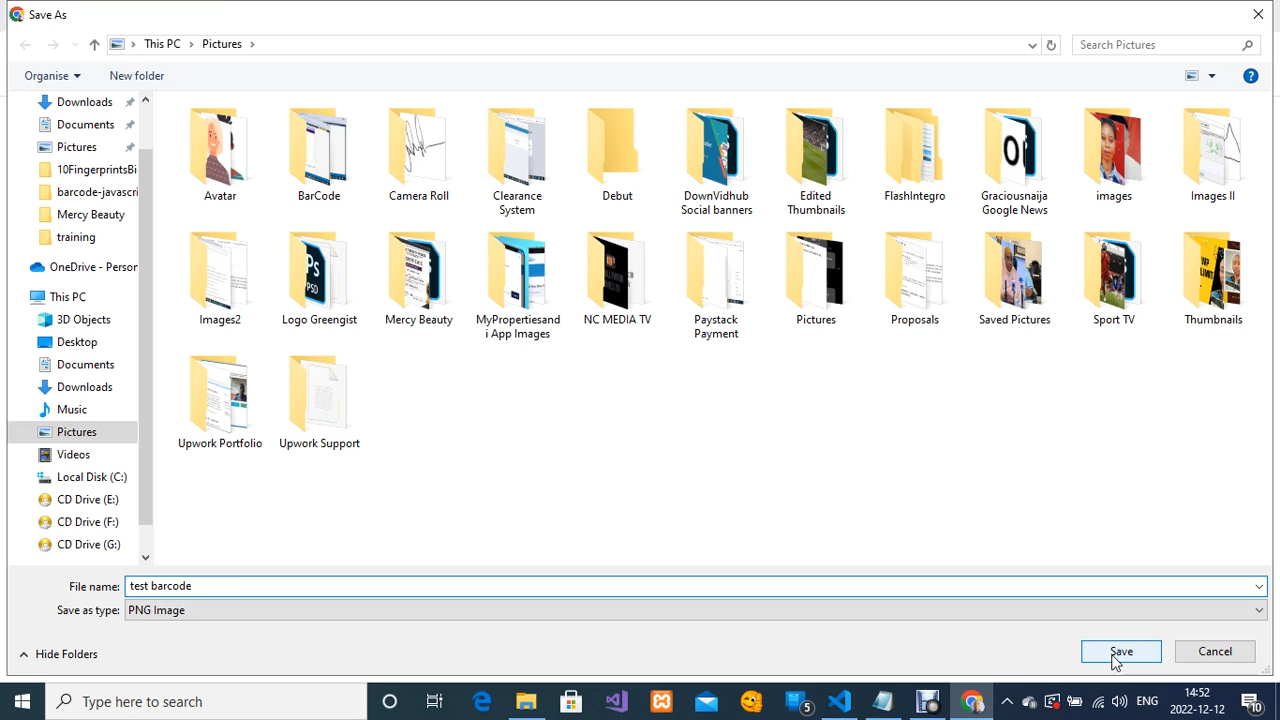 Save As
This PC
Pictures
Search Pictures
Organise
New folder
Downloads
Documents
Pictures
10FingerprintsBi
barcode-javascri
Mercy Beauty
training
OneDrive - Person
This PC
3D Objects
Desktop
Documents
Downloads
Music
Pictures
Videos
Local Disk (C:)
CD Drive (E:)
CD Drive (F:)
CD Drive (G:)
Avatar
BarCode
Camera Roll
Clearance
System
Debut
DownVidhub
Social banners
Edited
Thumbnails
FlashIntegro
Graciousnaija
Google News
images
Images II
Images2
Logo Greengist
Mercy Beauty
MyPropertiesand
i App Images
NC MEDIA TV
Paystack
Payment
Pictures
Proposals
Saved Pictures
Sport TV
Thumbnails
Upwork Portfolio
Upwork Support
File name: test barcode
Save as type: PNG Image
Hide Folders
Save
Cancel
Type here to search
5
ENG
14:52
2022-12-12
10